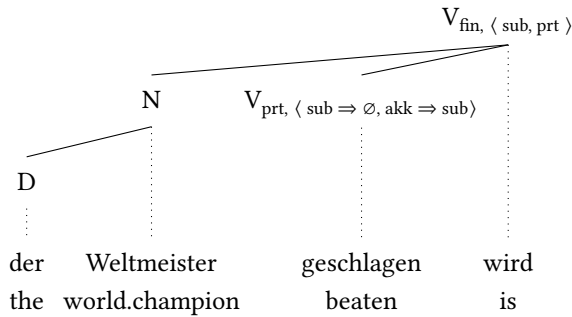 V_fin, ⟨ sub, prt ⟩
N V_prt, ⟨ sub ⇒ ∅, akk ⇒ sub⟩
D
der Weltmeister geschlagen wird
the world.champion beaten is